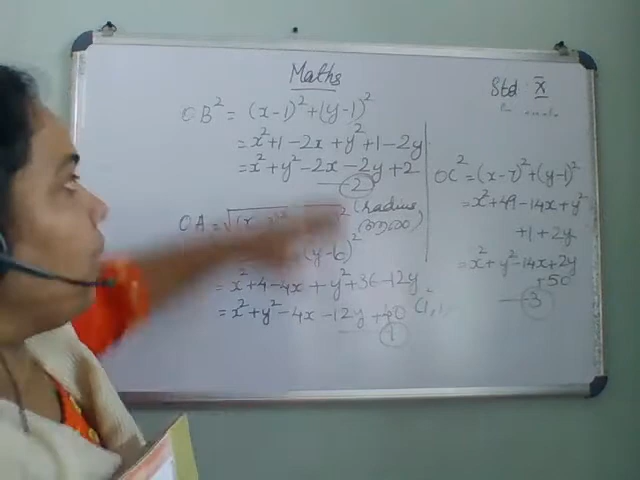 Maths
Std X
OB² = (x-1)² + (y-1)²
= x²+1-2x+y²+1-2y
= x²+y²-2x-2y+2
2
OA = √(x-
(radius
(y-6)²
= x²+4-4x+y²+36-12y
= x²+y²-4x-12y+40
1
(1,1
OC² = (x-7)²+(y-1)²
= x²+49-14x+y²
+1+2y
= x²+y²-14x+2y
+50
3